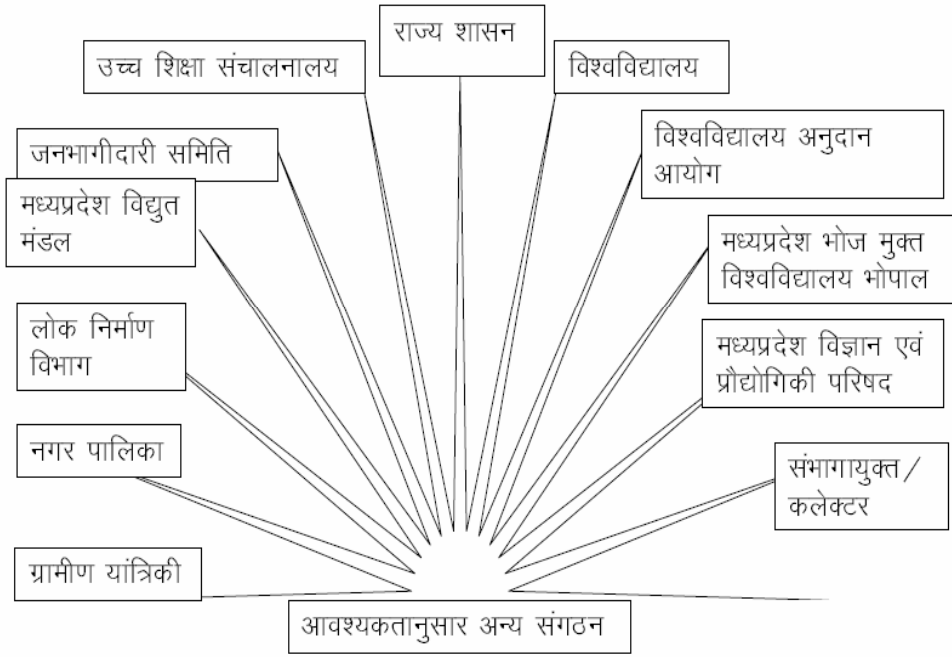 राज्य शासन
उच्च शिक्षा संचालनालय
विश्वविद्यालय
जनभागीदारी समिति
विश्वविद्यालय अनुदान
आयोग
मध्यप्रदेश विद्युत
मंडल
मध्यप्रदेश भोज मुक्त
विश्वविद्यालय भोपाल
लोक निर्माण
विभाग
मध्यप्रदेश विज्ञान एवं
प्रौद्योगिकी परिषद
नगर पालिका
संभागायुक्त/
कलेक्टर
ग्रामीण यांत्रिकी
आवश्यकतानुसार अन्य संगठन